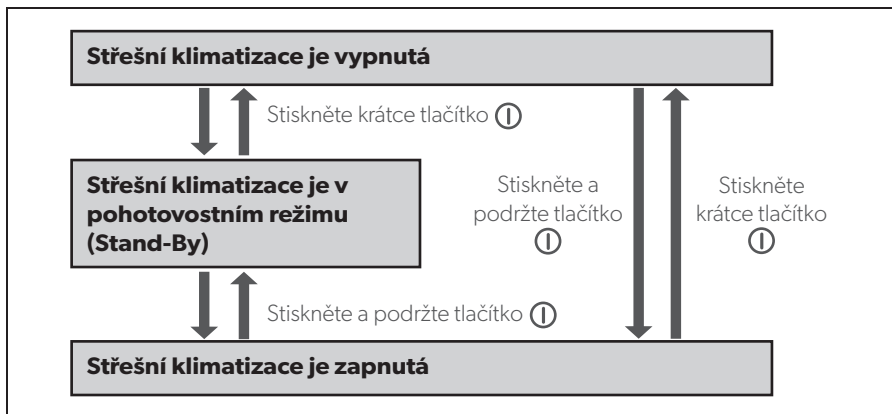 Střešní klimatizace je vypnutá
Stiskněte krátce tlačítko
Střešní klimatizace je v
pohotovostním režimu
(Stand-By)
Stiskněte a
podržte tlačítko
Stiskněte
krátce tlačítko
Stiskněte a podržte tlačítko
Střešní klimatizace je zapnutá